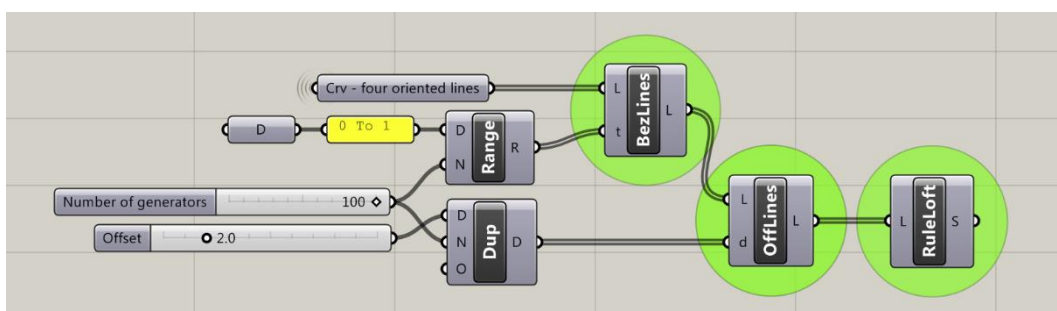 Crv - four oriented lines
L
t
BezLines
L
D
0 To 1
D
N
Range
R
Number of generators
100
Offset
2.0
D
N
O
Dup
D
L
d
OffLines
L
L
RuleLoft
S